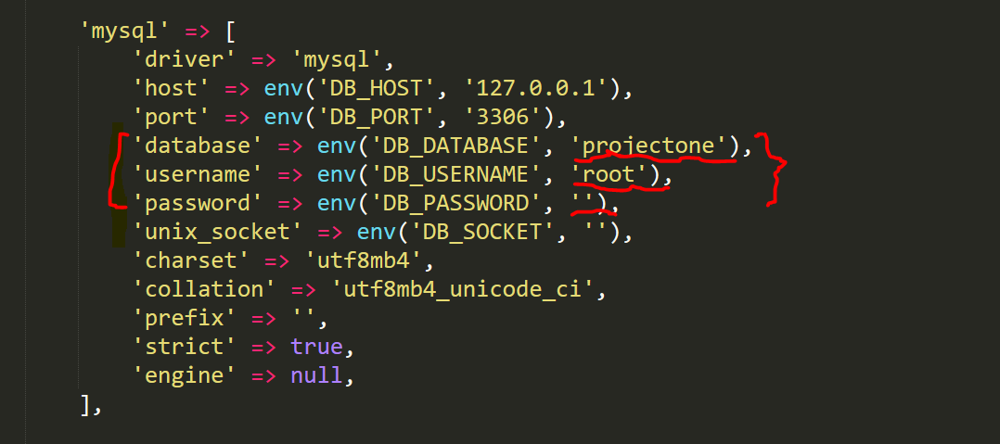 'mysql' => [
'driver' => 'mysql',
'host' => env('DB_HOST', '127.0.0.1'),
'port' => env('DB_PORT', '3306'),
'database' => env('DB_DATABASE', 'projectone'),
'username' => env('DB_USERNAME', 'root'),
'password' => env('DB_PASSWORD', ''),
'unix_socket' => env('DB_SOCKET', ''),
'charset' => 'utf8mb4',
'collation' => 'utf8mb4_unicode_ci',
'prefix' => '',
'strict' => true,
'engine' => null,
],